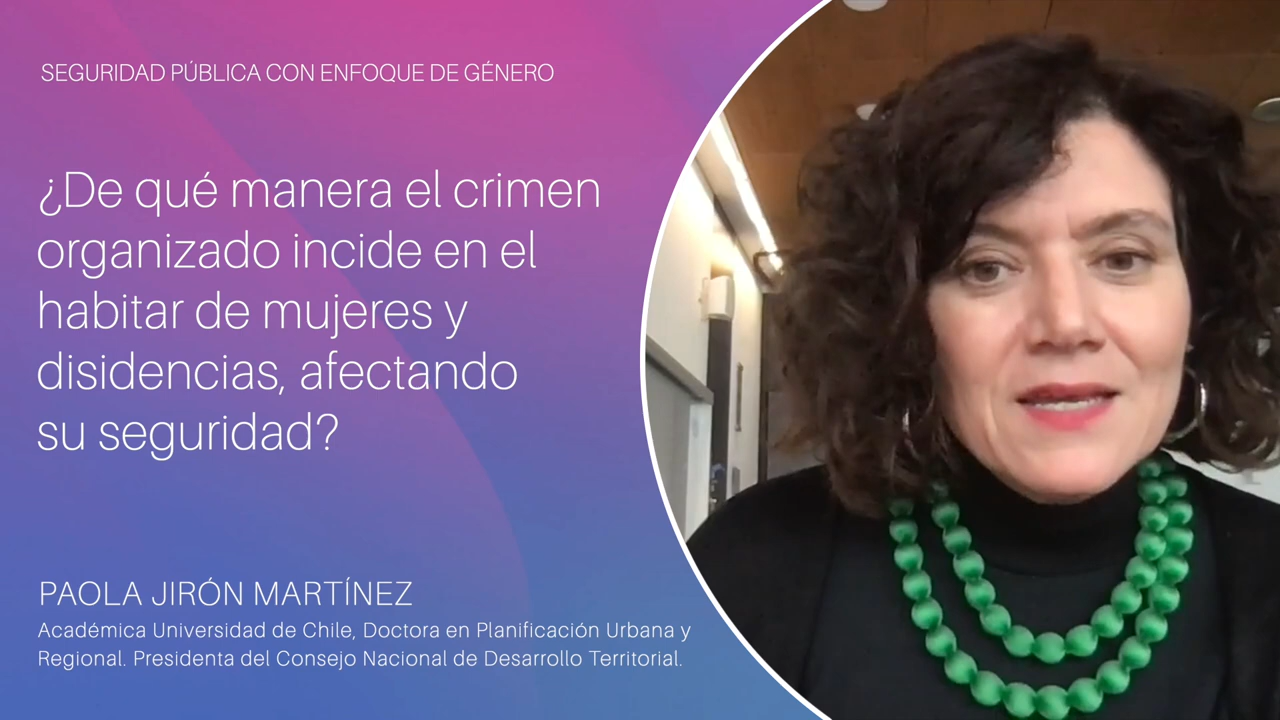 SEGURIDAD PÚBLICA CON ENFOQUE DE GÉNERO
¿De qué manera el crimen
organizado incide en el
habitar de mujeres y
disidencias, afectando
su seguridad?
PAOLA JIRÓN MARTÍNEZ
Académica Universidad de Chile, Doctora en Planificación Urbana y
Regional. Presidenta del Consejo Nacional de Desarrollo Territorial.